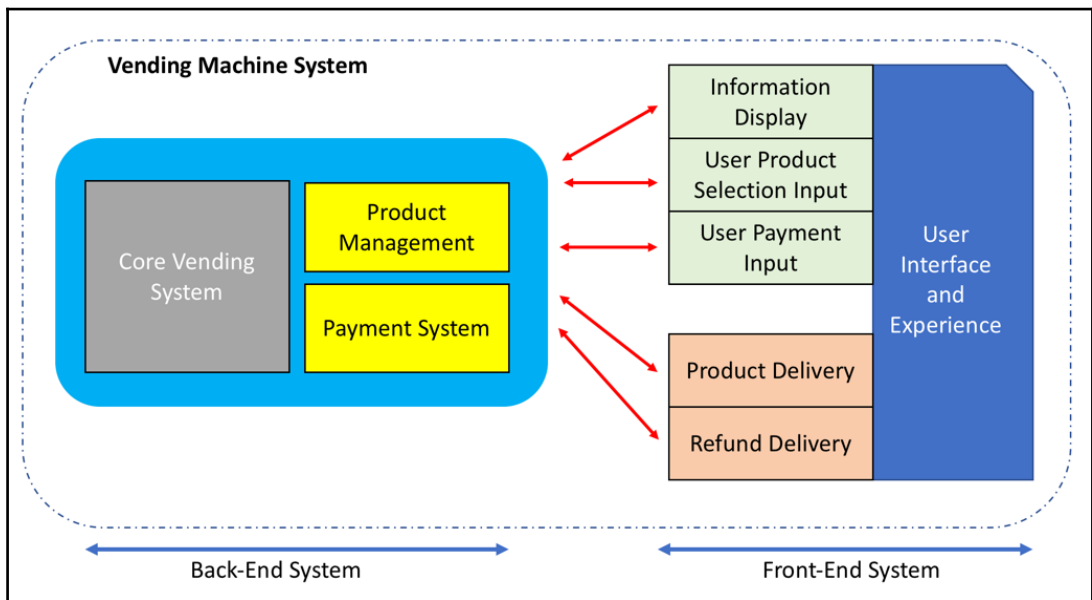 Vending Machine System
Core Vending
System
Product
Management
Payment System
Information
Display
User Product
Selection Input
User Payment
Input
Product Delivery
Refund Delivery
User
Interface
and
Experience
Back-End System
Front-End System